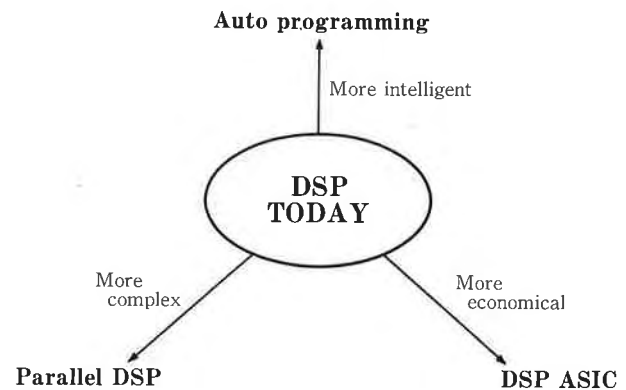 Auto programming
More intelligent
DSP
TODAY
More
complex
More
economical
Parallel DSP
DSP ASIC